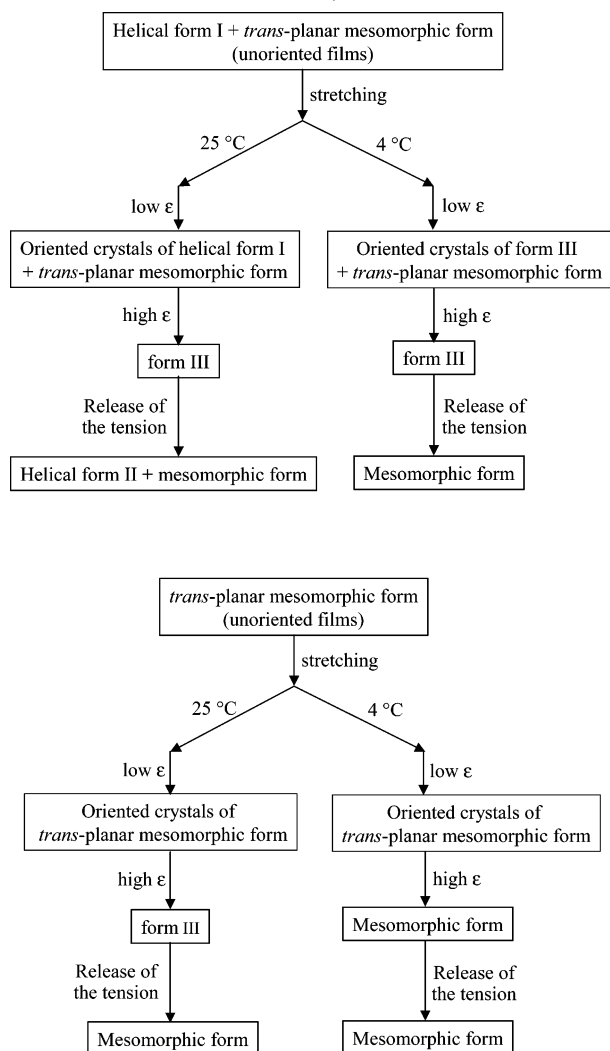 Helical form I + trans-planar mesomorphic form
(unoriented films)
stretching
25 °C
4 °C
low ε
low ε
Oriented crystals of helical form I
+ trans-planar mesomorphic form
Oriented crystals of form III
+ trans-planar mesomorphic form
high ε
high ε
form III
form III
Release of
the tension
Release of
the tension
Helical form II + mesomorphic form
Mesomorphic form
trans-planar mesomorphic form
(unoriented films)
stretching
25 °C
4 °C
low ε
low ε
Oriented crystals of
trans-planar mesomorphic form
Oriented crystals of
trans-planar mesomorphic form
high ε
high ε
form III
Mesomorphic form
Release of
the tension
Release of
the tension
Mesomorphic form
Mesomorphic form